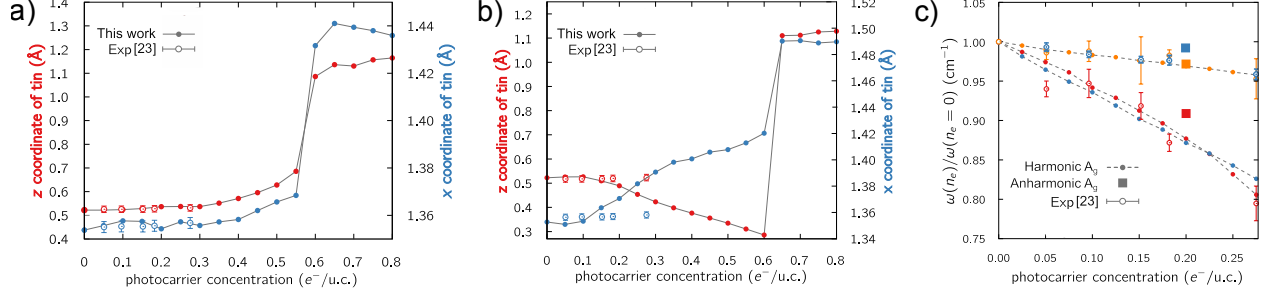 a)
This work
Exp [23]
z coordinate of tin (Å)
1.4
1.3
1.2
1.1
1.0
0.9
0.8
0.7
0.6
0.5
0.4
x coordinate of tin (Å)
1.44
1.42
1.40
1.38
1.36
0 0.1 0.2 0.3 0.4 0.5 0.6 0.7 0.8
photocarrier concentration (e⁻/u.c.)
b)
This work
Exp [23]
z coordinate of tin (Å)
1.2
1.1
1.0
0.9
0.8
0.7
0.6
0.5
0.4
0.3
x coordinate of tin (Å)
1.52
1.50
1.48
1.46
1.44
1.42
1.40
1.38
1.36
1.34
0 0.1 0.2 0.3 0.4 0.5 0.6 0.7 0.8
photocarrier concentration (e⁻/u.c.)
c)
ω(nₑ)/ω(nₑ = 0) (cm⁻¹)
1.05
1.00
0.95
0.90
0.85
0.80
0.75
Harmonic A_g
Anharmonic A_g
Exp [23]
0.00 0.05 0.10 0.15 0.20 0.25
photocarrier concentration (e⁻/u.c.)